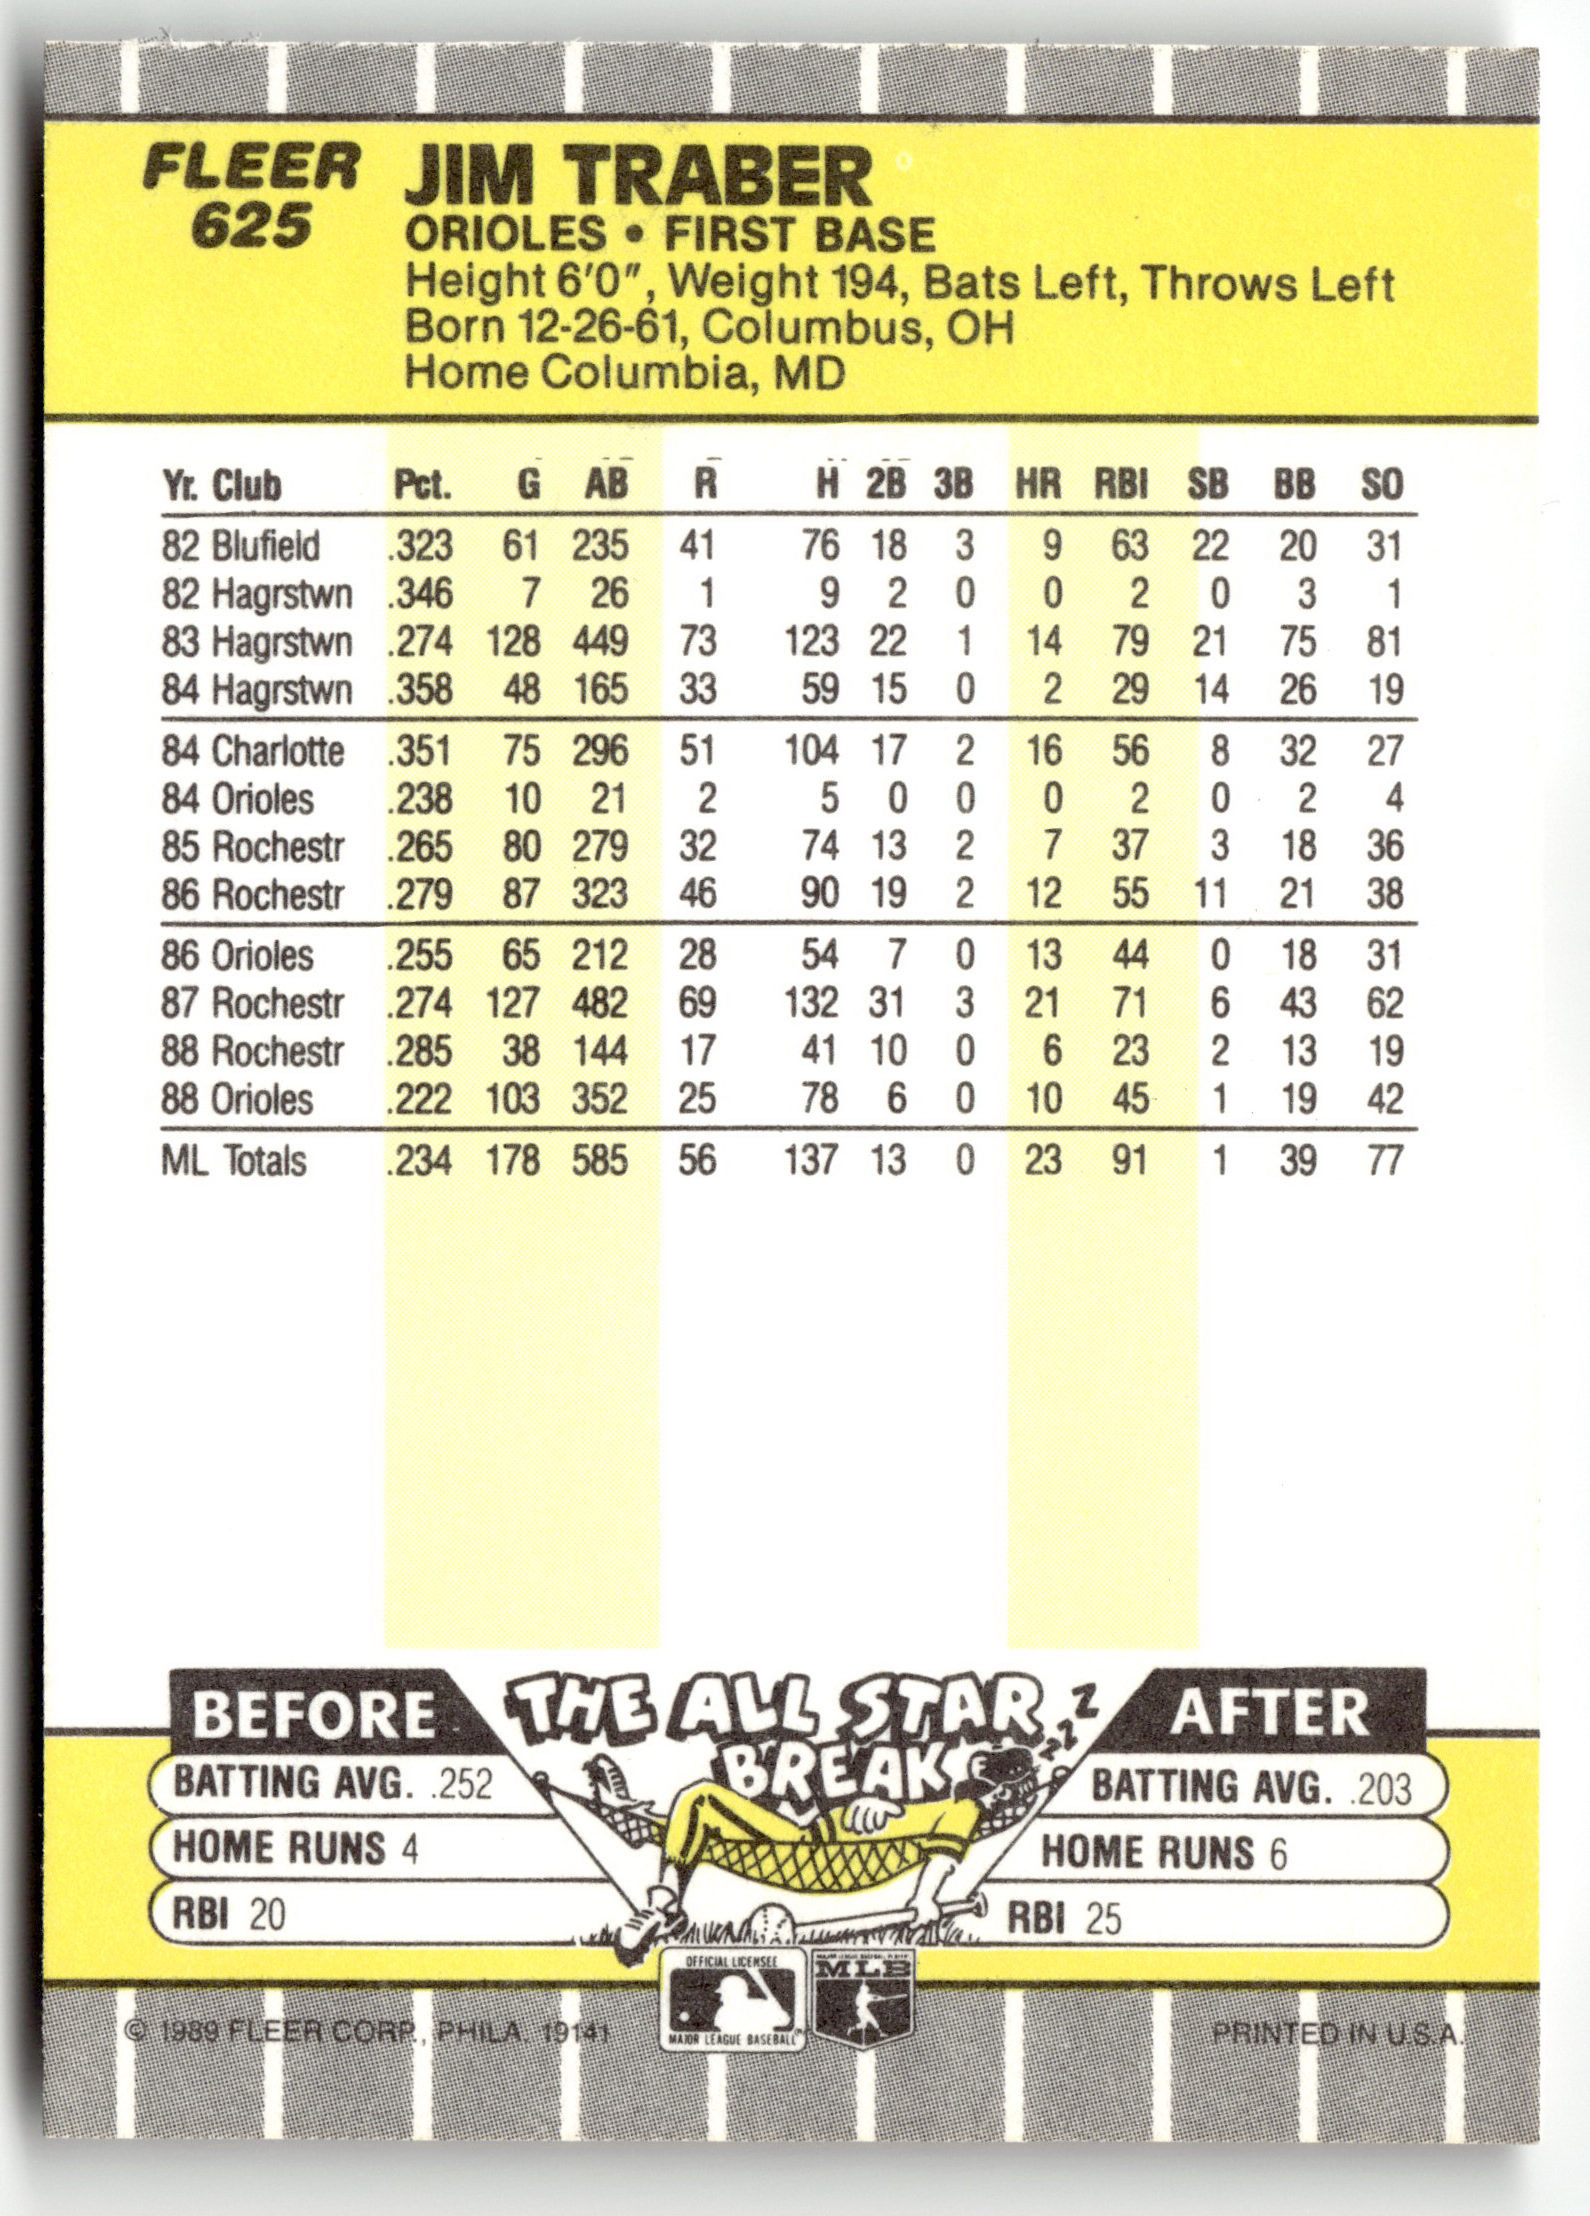 FLEER
625
JIM TRABER
ORIOLES • FIRST BASE
Height 6'0", Weight 194, Bats Left, Throws Left
Born 12-26-61, Columbus, OH
Home Columbia, MD
Yr. Club Pct. G AB R H 2B 3B HR RBI SB BB SO
82 Blufield .323 61 235 41 76 18 3 9 63 22 20 31
82 Hagrstwn .346 7 26 1 9 2 0 0 2 0 3 1
83 Hagrstwn .274 128 449 73 123 22 1 14 79 21 75 81
84 Hagrstwn .358 48 165 33 59 15 0 2 29 14 26 19
84 Charlotte .351 75 296 51 104 17 2 16 56 8 32 27
84 Orioles .238 10 21 2 5 0 0 0 2 0 2 4
85 Rochestr .265 80 279 32 74 13 2 7 37 3 18 36
86 Rochestr .279 87 323 46 90 19 2 12 55 11 21 38
86 Orioles .255 65 212 28 54 7 0 13 44 0 18 31
87 Rochestr .274 127 482 69 132 31 3 21 71 6 43 62
88 Rochestr .285 38 144 17 41 10 0 6 23 2 13 19
88 Orioles .222 103 352 25 78 6 0 10 45 1 19 42
ML Totals .234 178 585 56 137 13 0 23 91 1 39 77
THE ALL STAR
BREAK
zzZZ
BEFORE
BATTING AVG. .252
HOME RUNS 4
RBI 20
AFTER
BATTING AVG. .203
HOME RUNS 6
RBI 25
OFFICIAL LICENSEE
MAJOR LEAGUE BASEBALL
MLB
© 1989 FLEER CORP., PHILA. 19141
PRINTED IN U.S.A.